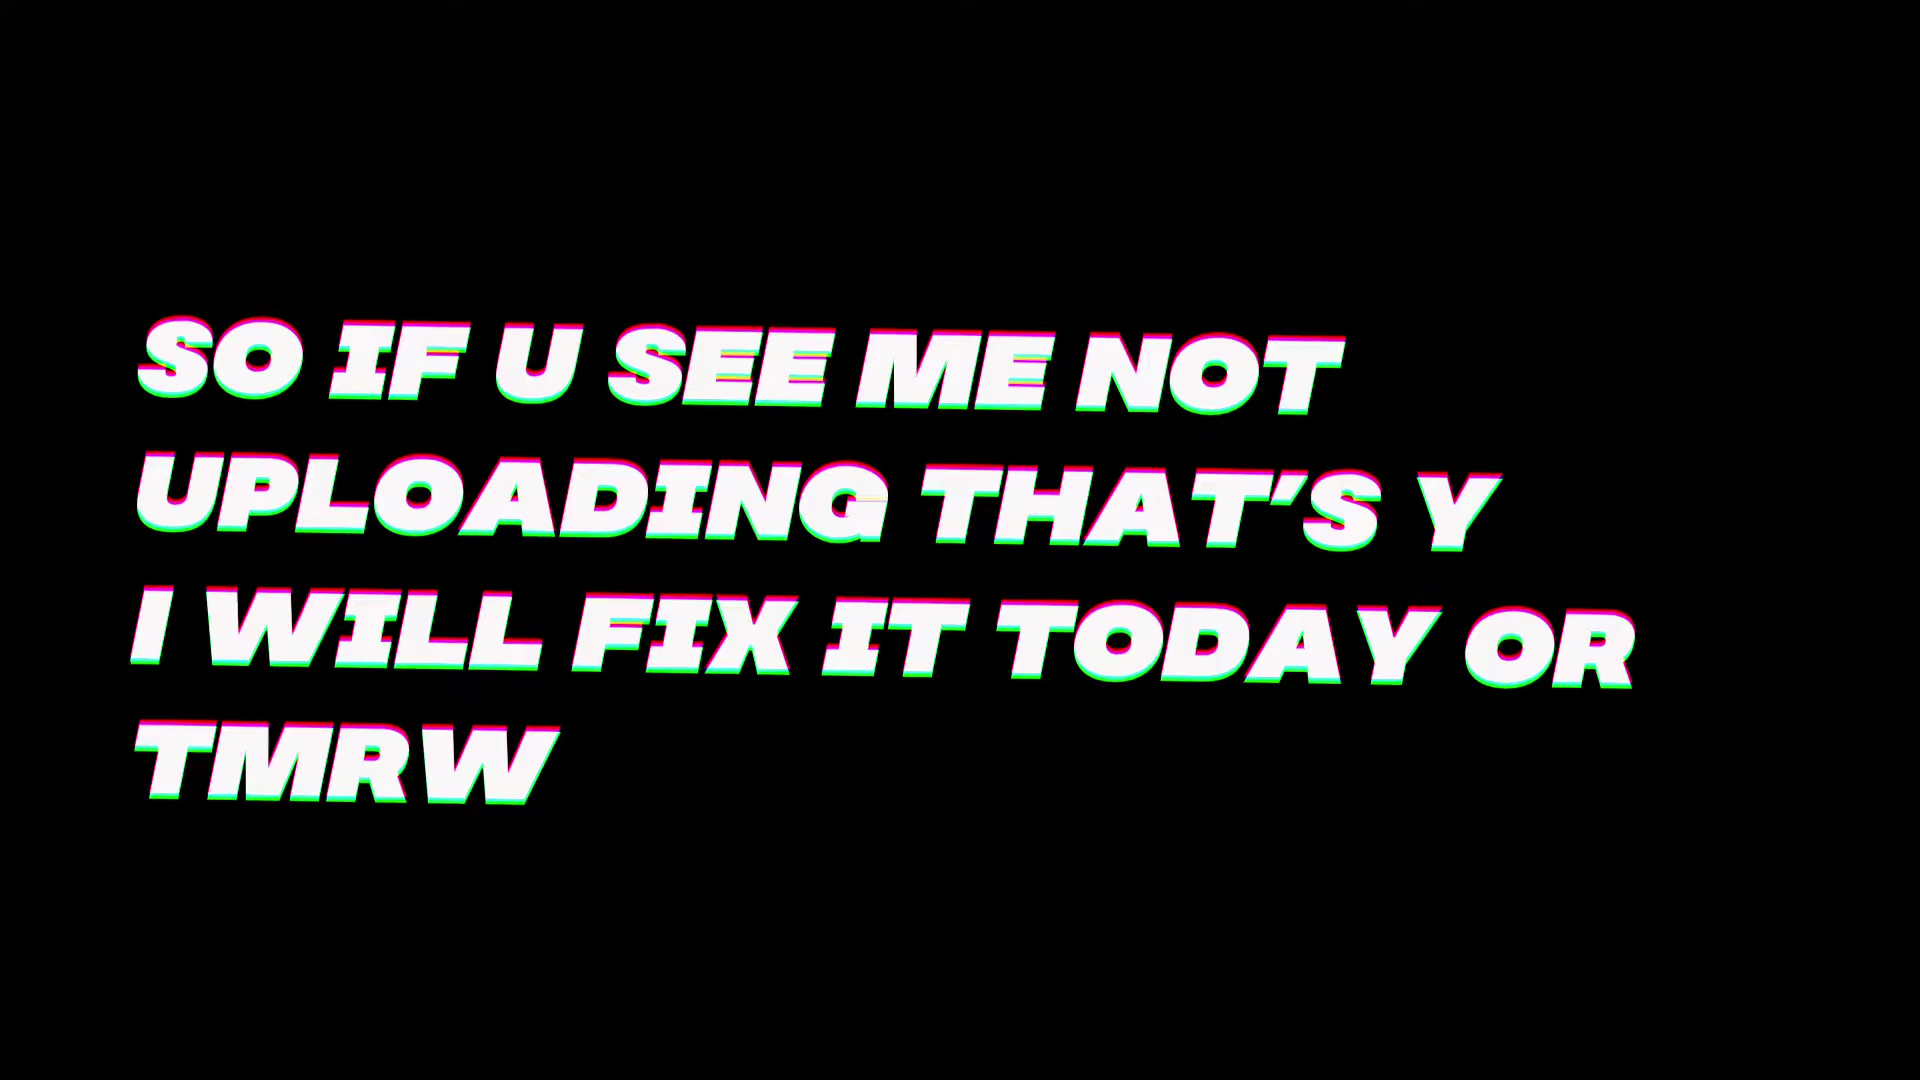 SO IF U SEE ME NOT
UPLOADING THAT'S Y
I WILL FIX IT TODAY OR
TMRW